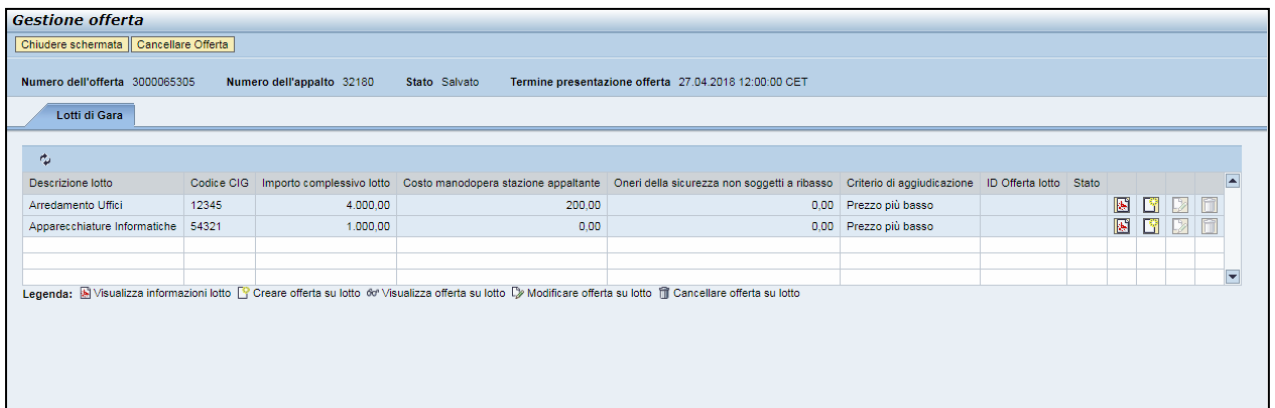 Gestione offerta
Chiudere schermata Cancellare Offerta
Numero dell'offerta 3000065305 Numero dell'appalto 32180 Stato Salvato Termine presentazione offerta 27.04.2018 12:00:00 CET
Lotti di Gara
Descrizione lotto Codice CIG Importo complessivo lotto Costo manodopera stazione appaltante Oneri della sicurezza non soggetti a ribasso Criterio di aggiudicazione ID Offerta lotto Stato
Arredamento Uffici 12345 4.000,00 200,00 0,00 Prezzo più basso
Apparecchiature Informatiche 54321 1.000,00 0,00 0,00 Prezzo più basso
Legenda: Visualizza informazioni lotto Creare offerta su lotto Visualizza offerta su lotto Modificare offerta su lotto Cancellare offerta su lotto